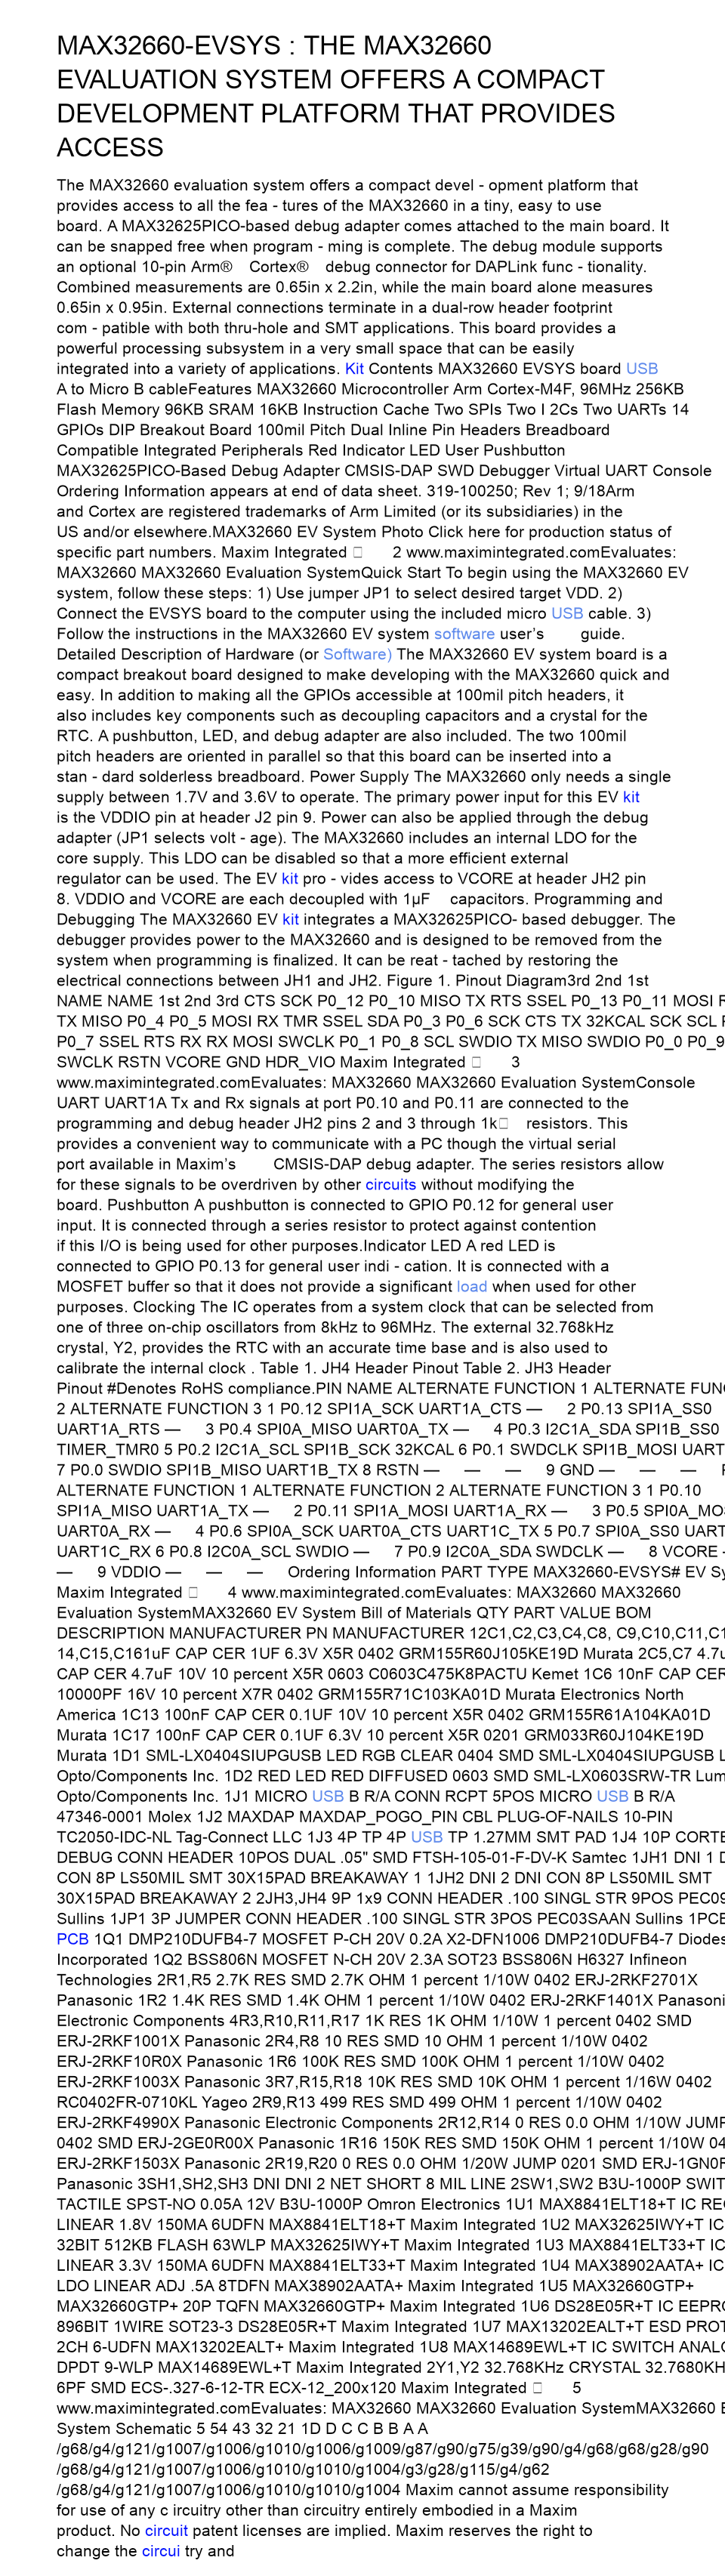 MAX32660-EVSYS : THE MAX32660
EVALUATION SYSTEM OFFERS A COMPACT
DEVELOPMENT PLATFORM THAT PROVIDES
ACCESS
The MAX32660 evaluation system offers a compact devel - opment platform that
provides access to all the fea - tures of the MAX32660 in a tiny, easy to use
board. A MAX32625PICO-based debug adapter comes attached to the main board. It
can be snapped free when program - ming is complete. The debug module supports
an optional 10-pin Arm® Cortex® debug connector for DAPLink func - tionality.
Combined measurements are 0.65in x 2.2in, while the main board alone measures
0.65in x 0.95in. External connections terminate in a dual-row header footprint
com - patible with both thru-hole and SMT applications. This board provides a
powerful processing subsystem in a very small space that can be easily
integrated into a variety of applications. Kit Contents MAX32660 EVSYS board USB
A to Micro B cableFeatures MAX32660 Microcontroller Arm Cortex-M4F, 96MHz 256KB
Flash Memory 96KB SRAM 16KB Instruction Cache Two SPIs Two I 2Cs Two UARTs 14
GPIOs DIP Breakout Board 100mil Pitch Dual Inline Pin Headers Breadboard
Compatible Integrated Peripherals Red Indicator LED User Pushbutton
MAX32625PICO-Based Debug Adapter CMSIS-DAP SWD Debugger Virtual UART Console
Ordering Information appears at end of data sheet. 319-100250; Rev 1; 9/18Arm
and Cortex are registered trademarks of Arm Limited (or its subsidiaries) in the
US and/or elsewhere.MAX32660 EV System Photo Click here for production status of
specific part numbers. Maxim Integrated 2 www.maximintegrated.comEvaluates:
MAX32660 MAX32660 Evaluation SystemQuick Start To begin using the MAX32660 EV
system, follow these steps: 1) Use jumper JP1 to select desired target VDD. 2)
Connect the EVSYS board to the computer using the included micro USB cable. 3)
Follow the instructions in the MAX32660 EV system software user’s guide.
Detailed Description of Hardware (or Software) The MAX32660 EV system board is a
compact breakout board designed to make developing with the MAX32660 quick and
easy. In addition to making all the GPIOs accessible at 100mil pitch headers, it
also includes key components such as decoupling capacitors and a crystal for the
RTC. A pushbutton, LED, and debug adapter are also included. The two 100mil
pitch headers are oriented in parallel so that this board can be inserted into a
stan - dard solderless breadboard. Power Supply The MAX32660 only needs a single
supply between 1.7V and 3.6V to operate. The primary power input for this EV kit
is the VDDIO pin at header J2 pin 9. Power can also be applied through the debug
adapter (JP1 selects volt - age). The MAX32660 includes an internal LDO for the
core supply. This LDO can be disabled so that a more efficient external
regulator can be used. The EV kit pro - vides access to VCORE at header JH2 pin
8. VDDIO and VCORE are each decoupled with 1µF capacitors. Programming and
Debugging The MAX32660 EV kit integrates a MAX32625PICO- based debugger. The
debugger provides power to the MAX32660 and is designed to be removed from the
system when programming is finalized. It can be reat - tached by restoring the
electrical connections between JH1 and JH2. Figure 1. Pinout Diagram3rd 2nd 1st
NAME NAME 1st 2nd 3rd CTS SCK P0_12 P0_10 MISO TX RTS SSEL P0_13 P0_11 MOSI
TX MISO P0_4 P0_5 MOSI RX TMR SSEL SDA P0_3 P0_6 SCK CTS TX 32KCAL SCK SCL
P0_7 SSEL RTS RX RX MOSI SWCLK P0_1 P0_8 SCL SWDIO TX MISO SWDIO P0_0 P0_9
SWCLK RSTN VCORE GND HDR_VIO Maxim Integrated 3
www.maximintegrated.comEvaluates: MAX32660 MAX32660 Evaluation SystemConsole
UART UART1A Tx and Rx signals at port P0.10 and P0.11 are connected to the
programming and debug header JH2 pins 2 and 3 through 1k resistors. This
provides a convenient way to communicate with a PC though the virtual serial
port available in Maxim’s CMSIS-DAP debug adapter. The series resistors allow
for these signals to be overdriven by other circuits without modifying the
board. Pushbutton A pushbutton is connected to GPIO P0.12 for general user
input. It is connected through a series resistor to protect against contention
if this I/O is being used for other purposes.Indicator LED A red LED is
connected to GPIO P0.13 for general user indi - cation. It is connected with a
MOSFET buffer so that it does not provide a significant load when used for other
purposes. Clocking The IC operates from a system clock that can be selected from
one of three on-chip oscillators from 8kHz to 96MHz. The external 32.768kHz
crystal, Y2, provides the RTC with an accurate time base and is also used to
calibrate the internal clock . Table 1. JH4 Header Pinout Table 2. JH3 Header
Pinout #Denotes RoHS compliance.PIN NAME ALTERNATE FUNCTION 1 ALTERNATE
2 ALTERNATE FUNCTION 3 1 P0.12 SPI1A_SCK UART1A_CTS — 2 P0.13 SPI1A_SS0
UART1A_RTS — 3 P0.4 SPI0A_MISO UART0A_TX — 4 P0.3 I2C1A_SDA SPI1B_SS0
TIMER_TMR0 5 P0.2 I2C1A_SCL SPI1B_SCK 32KCAL 6 P0.1 SWDCLK SPI1B_MOSI
7 P0.0 SWDIO SPI1B_MISO UART1B_TX 8 RSTN — — — 9 GND — — —
ALTERNATE FUNCTION 1 ALTERNATE FUNCTION 2 ALTERNATE FUNCTION 3 1 P0.10
SPI1A_MISO UART1A_TX — 2 P0.11 SPI1A_MOSI UART1A_RX — 3 P0.5
UART0A_RX — 4 P0.6 SPI0A_SCK UART0A_CTS UART1C_TX 5 P0.7 SPI0A_SS0
UART1C_RX 6 P0.8 I2C0A_SCL SWDIO — 7 P0.9 I2C0A_SDA SWDCLK — 8 VCORE
— 9 VDDIO — — — Ordering Information PART TYPE MAX32660-EVSYS# EV
Maxim Integrated 4 www.maximintegrated.comEvaluates: MAX32660 MAX32660
Evaluation SystemMAX32660 EV System Bill of Materials QTY PART VALUE BOM
DESCRIPTION MANUFACTURER PN MANUFACTURER 12C1,C2,C3,C4,C8, C9,C10,C11,
14,C15,C161uF CAP CER 1UF 6.3V X5R 0402 GRM155R60J105KE19D Murata 2C5,C7
CAP CER 4.7uF 10V 10 percent X5R 0603 C0603C475K8PACTU Kemet 1C6 10nF CAP CER
10000PF 16V 10 percent X7R 0402 GRM155R71C103KA01D Murata Electronics North
America 1C13 100nF CAP CER 0.1UF 10V 10 percent X5R 0402 GRM155R61A104KA01D
Murata 1C17 100nF CAP CER 0.1UF 6.3V 10 percent X5R 0201 GRM033R60J104KE19D
Murata 1D1 SML-LX0404SIUPGUSB LED RGB CLEAR 0404 SMD SML-LX0404SIUPGUSB
Opto/Components Inc. 1D2 RED LED RED DIFFUSED 0603 SMD SML-LX0603SRW-TR
Opto/Components Inc. 1J1 MICRO USB B R/A CONN RCPT 5POS MICRO USB B R/A
47346-0001 Molex 1J2 MAXDAP MAXDAP_POGO_PIN CBL PLUG-OF-NAILS 10-PIN
TC2050-IDC-NL Tag-Connect LLC 1J3 4P TP 4P USB TP 1.27MM SMT PAD 1J4 10P
DEBUG CONN HEADER 10POS DUAL .05" SMD FTSH-105-01-F-DV-K Samtec 1JH1 DNI 1
CON 8P LS50MIL SMT 30X15PAD BREAKAWAY 1 1JH2 DNI 2 DNI CON 8P LS50MIL SMT
30X15PAD BREAKAWAY 2 2JH3,JH4 9P 1x9 CONN HEADER .100 SINGL STR 9POS
Sullins 1JP1 3P JUMPER CONN HEADER .100 SINGL STR 3POS PEC03SAAN Sullins
PCB 1Q1 DMP210DUFB4-7 MOSFET P-CH 20V 0.2A X2-DFN1006 DMP210DUFB4-7 Diodes
Incorporated 1Q2 BSS806N MOSFET N-CH 20V 2.3A SOT23 BSS806N H6327 Infineon
Technologies 2R1,R5 2.7K RES SMD 2.7K OHM 1 percent 1/10W 0402 ERJ-2RKF2701X
Panasonic 1R2 1.4K RES SMD 1.4K OHM 1 percent 1/10W 0402 ERJ-2RKF1401X
Electronic Components 4R3,R10,R11,R17 1K RES 1K OHM 1/10W 1 percent 0402 SMD
ERJ-2RKF1001X Panasonic 2R4,R8 10 RES SMD 10 OHM 1 percent 1/10W 0402
ERJ-2RKF10R0X Panasonic 1R6 100K RES SMD 100K OHM 1 percent 1/10W 0402
ERJ-2RKF1003X Panasonic 3R7,R15,R18 10K RES SMD 10K OHM 1 percent 1/16W 0402
RC0402FR-0710KL Yageo 2R9,R13 499 RES SMD 499 OHM 1 percent 1/10W 0402
ERJ-2RKF4990X Panasonic Electronic Components 2R12,R14 0 RES 0.0 OHM 1/10W
0402 SMD ERJ-2GE0R00X Panasonic 1R16 150K RES SMD 150K OHM 1 percent 1/10W
ERJ-2RKF1503X Panasonic 2R19,R20 0 RES 0.0 OHM 1/20W JUMP 0201 SMD
Panasonic 3SH1,SH2,SH3 DNI DNI 2 NET SHORT 8 MIL LINE 2SW1,SW2 B3U-1000P
TACTILE SPST-NO 0.05A 12V B3U-1000P Omron Electronics 1U1 MAX8841ELT18+T IC
LINEAR 1.8V 150MA 6UDFN MAX8841ELT18+T Maxim Integrated 1U2 MAX32625IWY+T IC
32BIT 512KB FLASH 63WLP MAX32625IWY+T Maxim Integrated 1U3 MAX8841ELT33+T IC
LINEAR 3.3V 150MA 6UDFN MAX8841ELT33+T Maxim Integrated 1U4 MAX38902AATA+ IC
LDO LINEAR ADJ .5A 8TDFN MAX38902AATA+ Maxim Integrated 1U5 MAX32660GTP+
MAX32660GTP+ 20P TQFN MAX32660GTP+ Maxim Integrated 1U6 DS28E05R+T IC
896BIT 1WIRE SOT23-3 DS28E05R+T Maxim Integrated 1U7 MAX13202EALT+T ESD
2CH 6-UDFN MAX13202EALT+ Maxim Integrated 1U8 MAX14689EWL+T IC SWITCH
DPDT 9-WLP MAX14689EWL+T Maxim Integrated 2Y1,Y2 32.768KHz CRYSTAL
6PF SMD ECS-.327-6-12-TR ECX-12_200x120 Maxim Integrated 5
www.maximintegrated.comEvaluates: MAX32660 MAX32660 Evaluation SystemMAX32660
System Schematic 5 54 43 32 21 1D D C C B B A A
/g68/g4/g121/g1007/g1006/g1010/g1006/g1009/g87/g90/g75/g39/g90/g4/g68/g68/g28/g90
/g68/g4/g121/g1007/g1006/g1010/g1010/g1004/g3/g28/g115/g4/g62
/g68/g4/g121/g1007/g1006/g1010/g1010/g1010/g1004 Maxim cannot assume responsibility
for use of any c ircuitry other than circuitry entirely embodied in a Maxim
product. No circuit patent licenses are implied. Maxim reserves the right to
change the circui try and